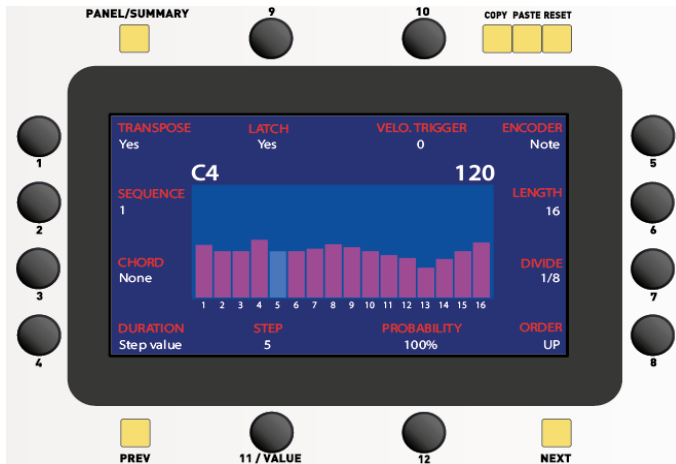 PANEL/SUMMARY
9
10
COPY PASTE RESET
TRANSPOSE
LATCH
VELO. TRIGGER
ENCODER
Yes
Yes
0
Note
1
5
C4
120
SEQUENCE
LENGTH
1
16
2
6
CHORD
DIVIDE
None
1/8
3
7
1 2 3 4 5 6 7 8 9 10 11 12 13 14 15 16
DURATION
STEP
PROBABILITY
ORDER
Step value
5
100%
UP
4
8
PREV
11 / VALUE
12
NEXT